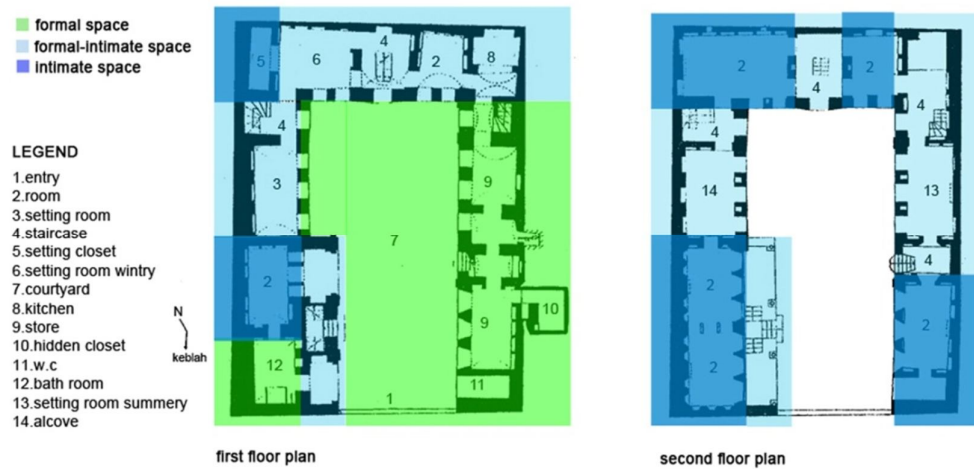 formal space
formal-intimate space
intimate space
LEGEND
1.entry
2.room
3.setting room
4.staircase
5.setting closet
6.setting room wintry
7.courtyard
8.kitchen
9.store
10.hidden closet
11.w.c
12.bath room
13.setting room summery
14.alcove
N
keblah
5
6
4
2
8
4
3
9
7
2
9
10
12
11
1
first floor plan
2
4
2
4
4
14
13
4
2
2
2
second floor plan